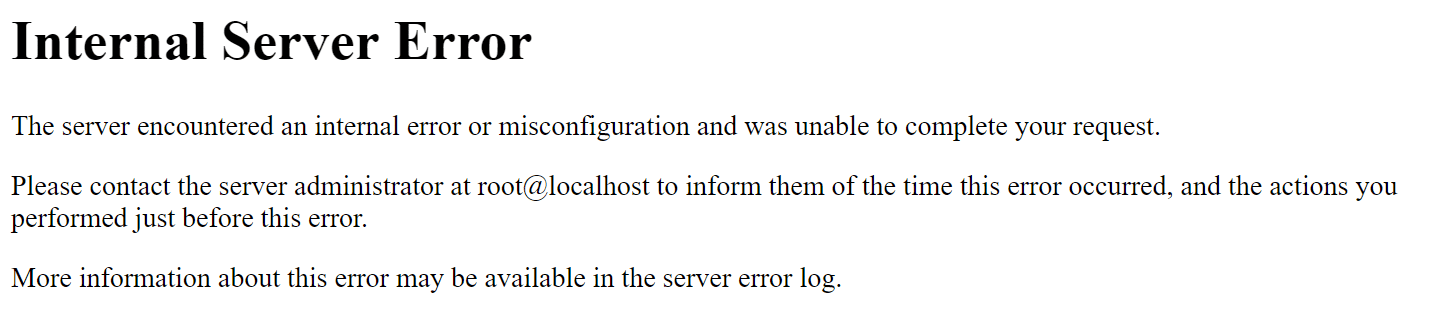 Internal Server Error
The server encountered an internal error or misconfiguration and was unable to complete your request.
Please contact the server administrator at root@localhost to inform them of the time this error occurred, and the actions you
performed just before this error.
More information about this error may be available in the server error log.